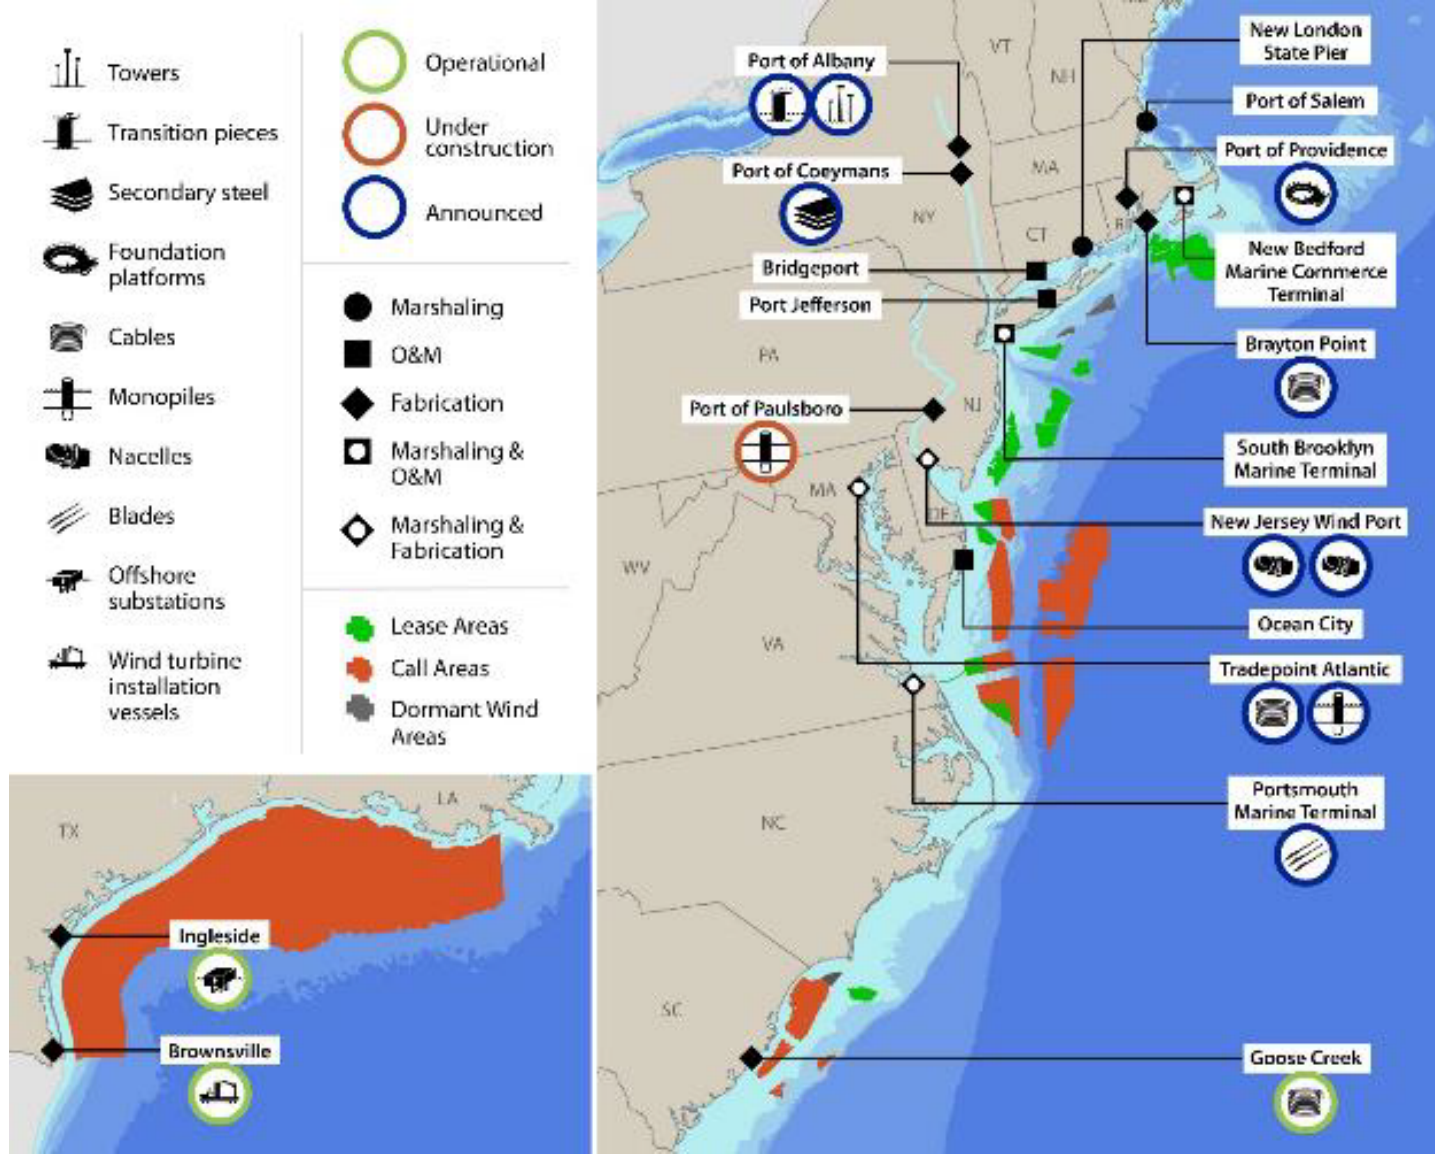 Towers
Transition pieces
Secondary steel
Foundation
platforms
Cables
Monopiles
Nacelles
Blades
Offshore
substations
Wind turbine
installation
vessels
Operational
Under
construction
Announced
Marshaling
O&M
Fabrication
Marshaling &
O&M
Marshaling &
Fabrication
Lease Areas
Call Areas
Dormant Wind
Areas
TX
LA
Ingleside
Brownsville
VT
NH
MA
NY
CT
RI
PA
NJ
MA
DE
WV
VA
NC
SC
Port of Albany
Port of Coeymans
Bridgeport
Port Jefferson
Port of Paulsboro
New London
State Pier
Port of Salem
Port of Providence
New Bedford
Marine Commerce
Terminal
Brayton Point
South Brooklyn
Marine Terminal
New Jersey Wind Port
Ocean City
Tradepoint Atlantic
Portsmouth
Marine Terminal
Goose Creek